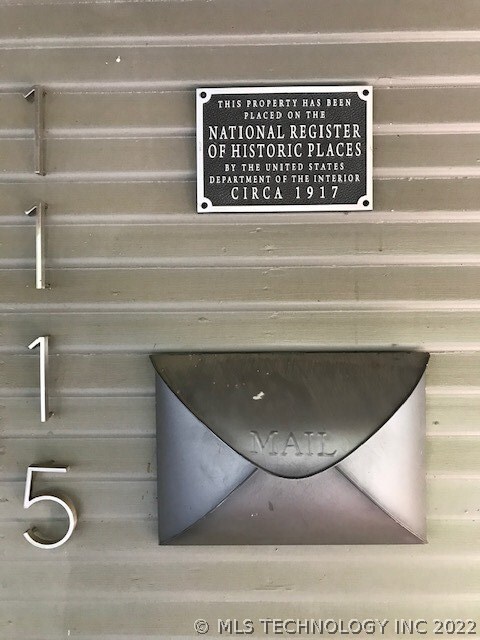 1
1
1
5
THIS PROPERTY HAS BEEN
PLACED ON THE
NATIONAL REGISTER
OF HISTORIC PLACES
BY THE UNITED STATES
DEPARTMENT OF THE INTERIOR
CIRCA 1917
MAIL
© MLS TECHNOLOGY INC 2022